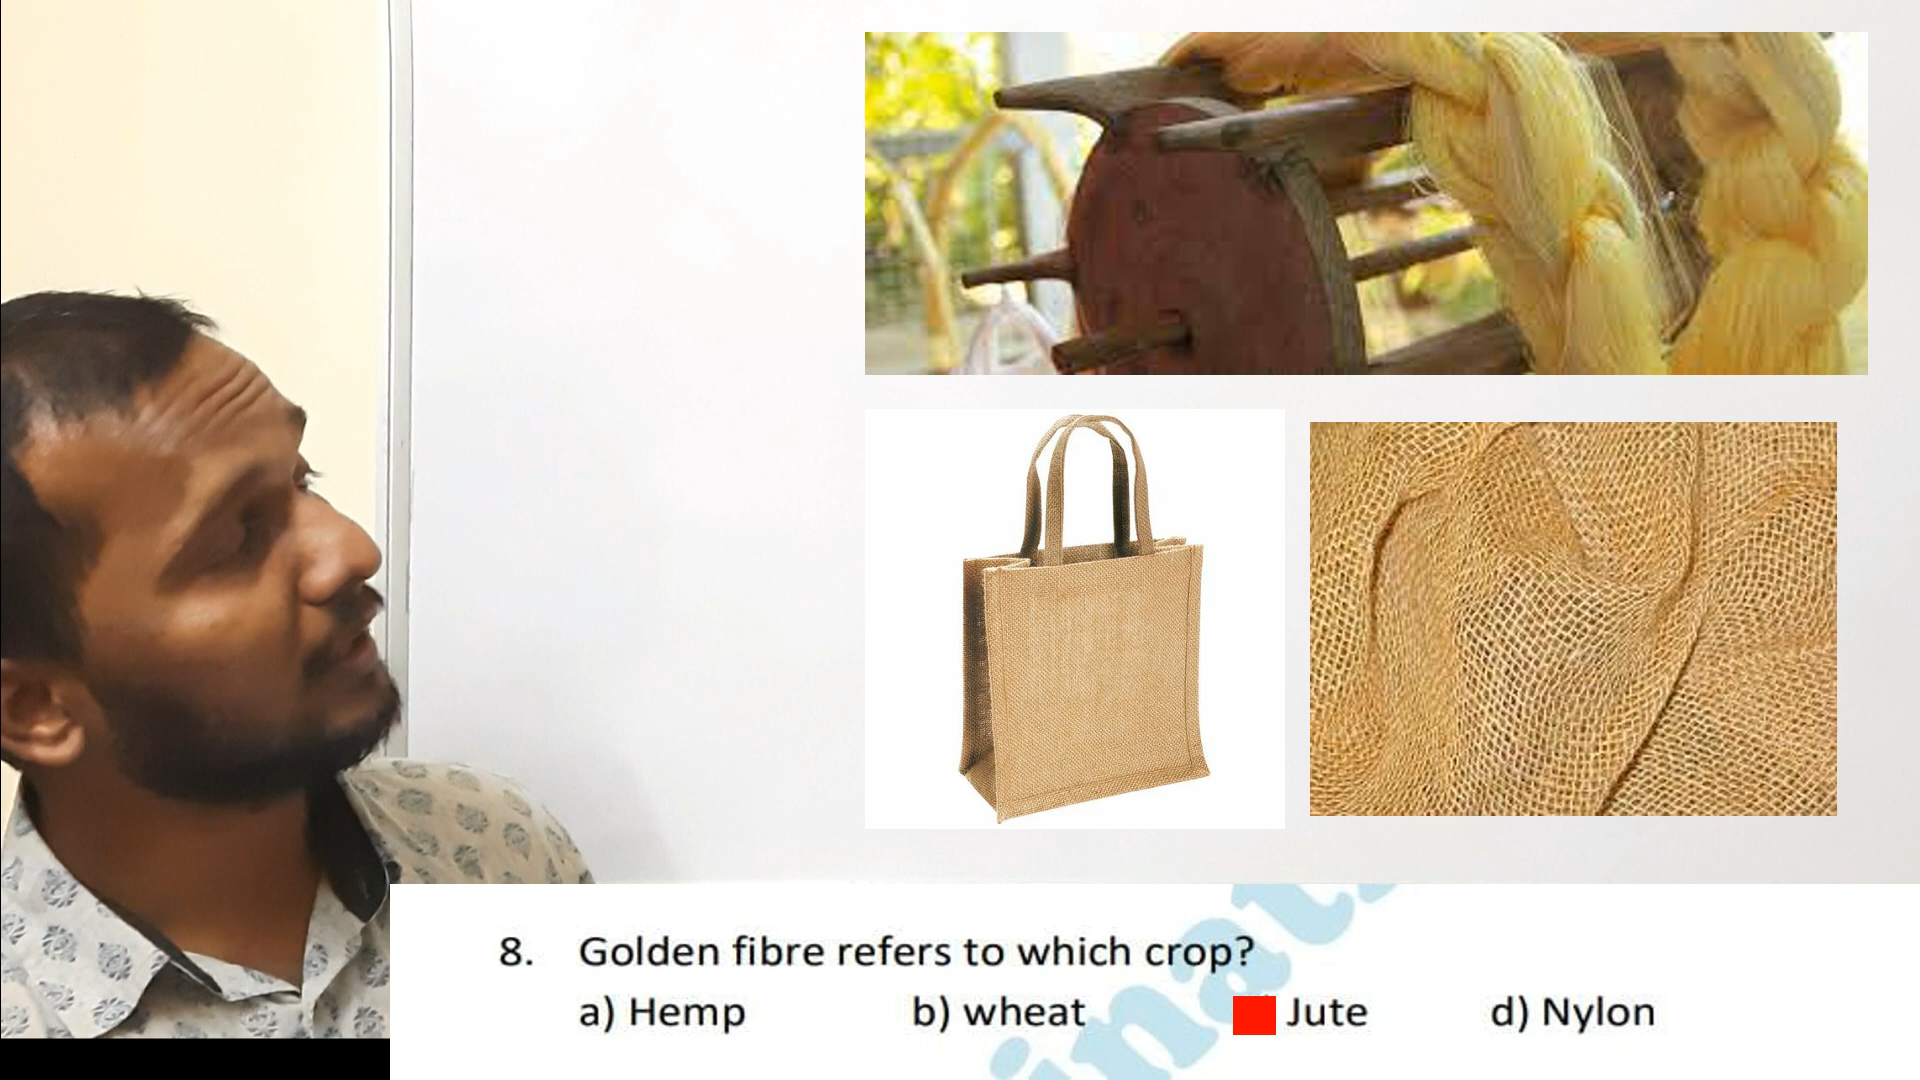 8. Golden fibre refers to which crop?
a) Hemp b) wheat Jute d) Nylon